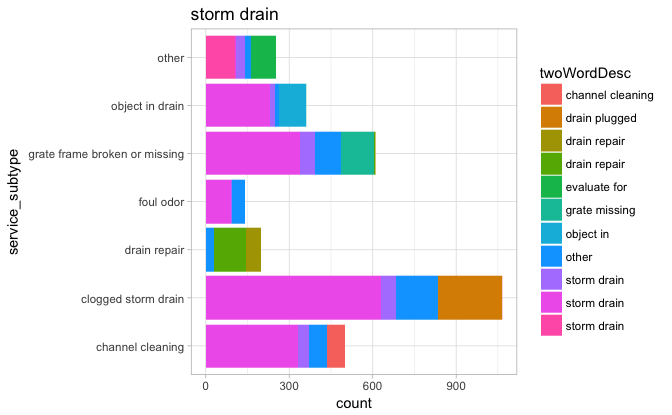 storm drain
service_subtype
other
object in drain
grate frame broken or missing
foul odor
drain repair
clogged storm drain
channel cleaning
0 300 600 900
count
twoWordDesc
channel cleaning
drain plugged
drain repair
drain repair
evaluate for
grate missing
object in
other
storm drain
storm drain
storm drain